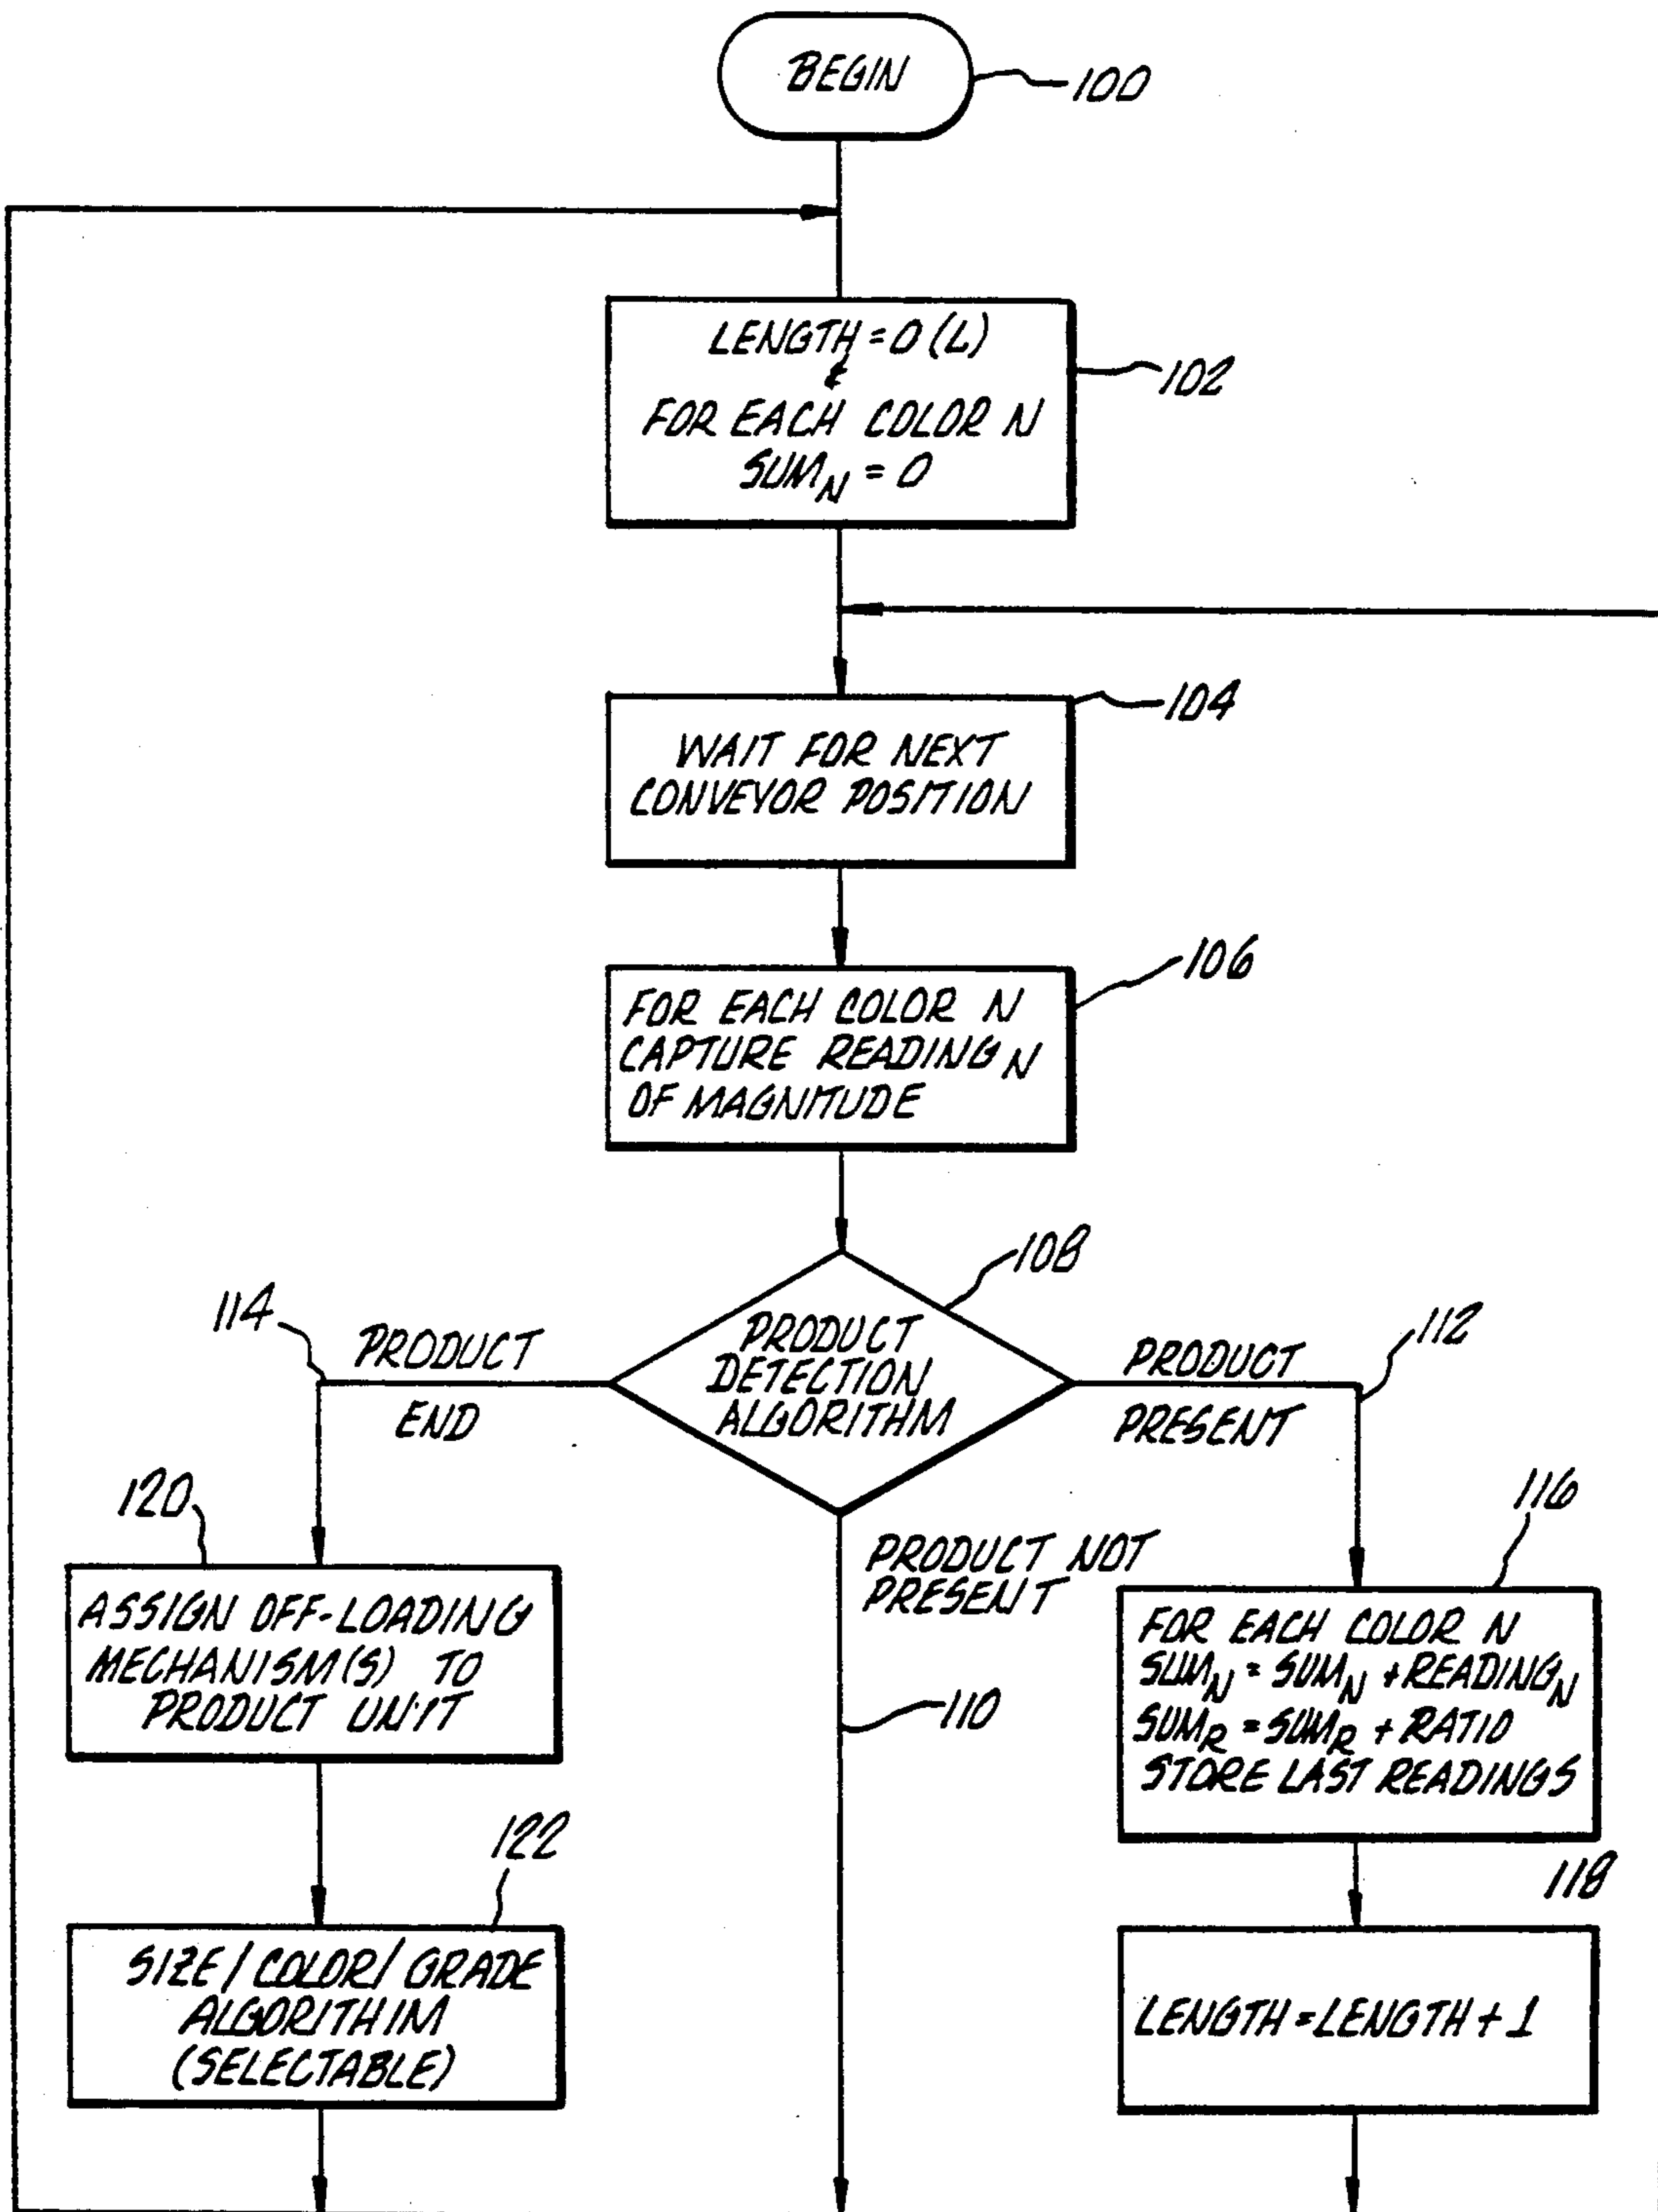 BEGIN
100
LENGTH = 0 (L)
&
FOR EACH COLOR N
SUM_N = 0
102
104
WAIT FOR NEXT
CONVEYOR POSITION
106
FOR EACH COLOR N
CAPTURE READING_N
OF MAGNITUDE
108
PRODUCT
DETECTION
ALGORITHM
114
PRODUCT
END
PRODUCT
PRESENT
112
120
ASSIGN OFF-LOADING
MECHANISM(S) TO
PRODUCT UNIT
PRODUCT NOT
PRESENT
110
116
FOR EACH COLOR N
SUM_N = SUM_N + READING_N
SUM_R = SUM_R + RATIO
STORE LAST READINGS
122
SIZE / COLOR / GRADE
ALGORITHIM
(SELECTABLE)
118
LENGTH = LENGTH + 1